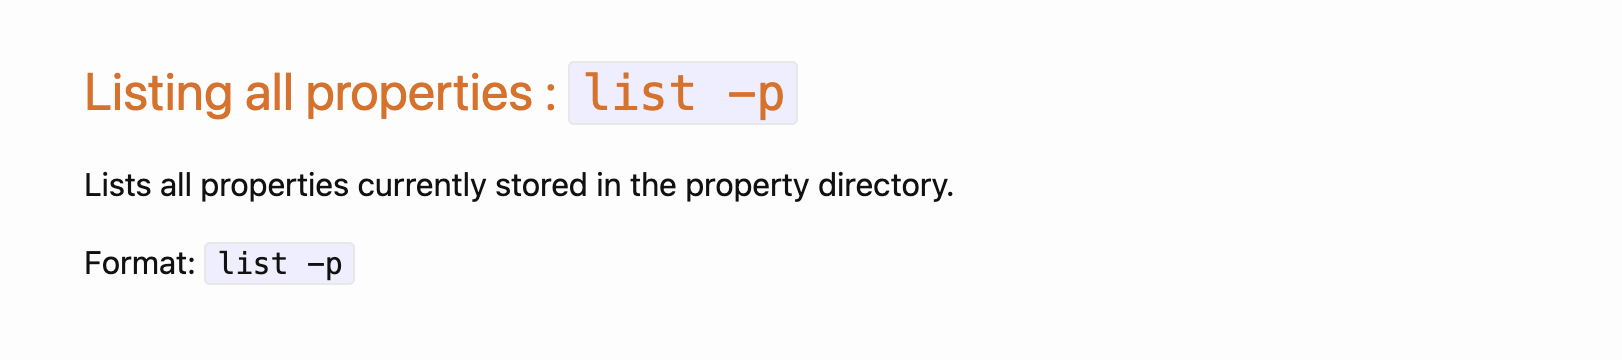 Listing all properties : list -p
Lists all properties currently stored in the property directory.
Format: list -p